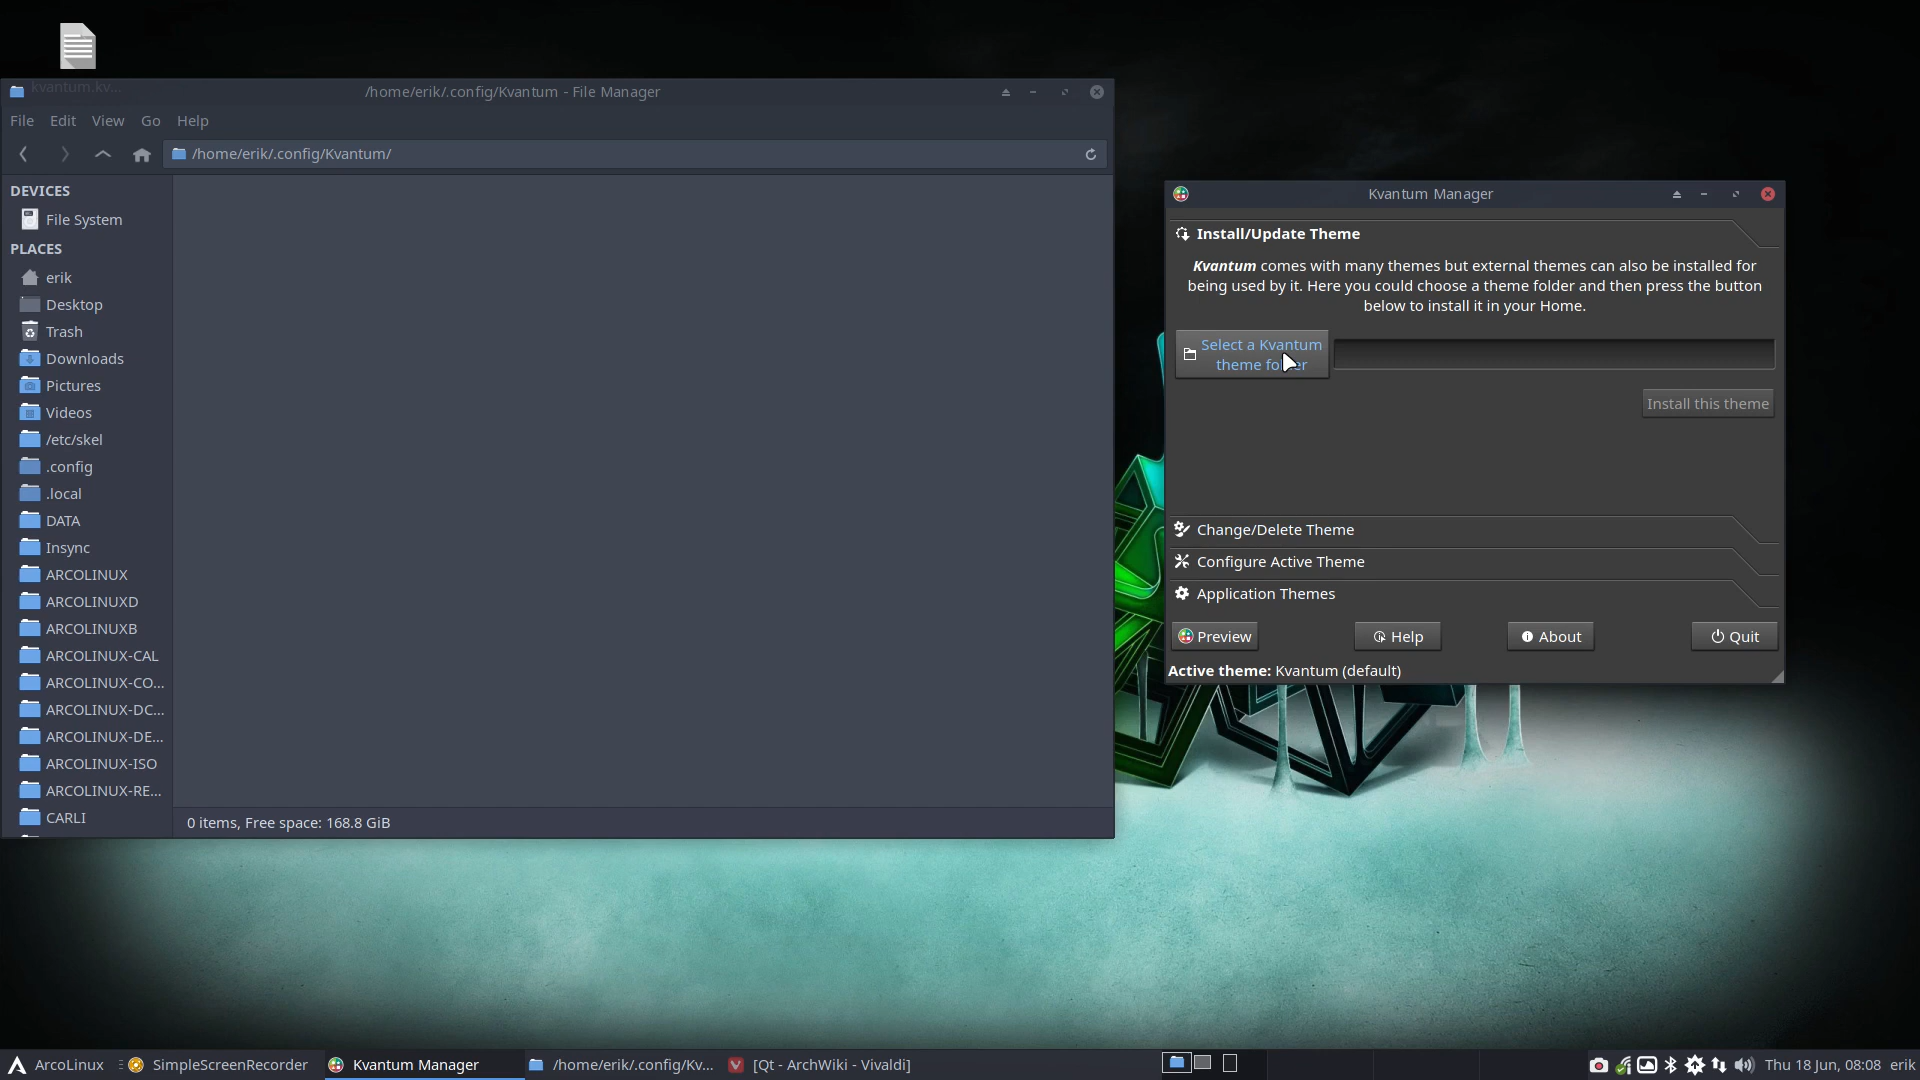 kvantum.kv...
/home/erik/.config/Kvantum - File Manager
File Edit View Go Help
/home/erik/.config/Kvantum/
DEVICES
File System
PLACES
erik
Desktop
Trash
Downloads
Pictures
Videos
/etc/skel
.config
.local
DATA
Insync
ARCOLINUX
ARCOLINUXD
ARCOLINUXB
ARCOLINUX-CAL
ARCOLINUX-CO...
ARCOLINUX-DC...
ARCOLINUX-DE...
ARCOLINUX-ISO
ARCOLINUX-RE...
CARLI
0 items, Free space: 168.8 GiB
Kvantum Manager
Install/Update Theme
Kvantum comes with many themes but external themes can also be installed for
being used by it. Here you could choose a theme folder and then press the button
below to install it in your Home.
Select a Kvantum
theme folder
Install this theme
Change/Delete Theme
Configure Active Theme
Application Themes
Preview Help About Quit
Active theme: Kvantum (default)
ArcoLinux SimpleScreenRecorder Kvantum Manager /home/erik/.config/Kv... [Qt - ArchWiki - Vivaldi] Thu 18 Jun, 08:08 erik